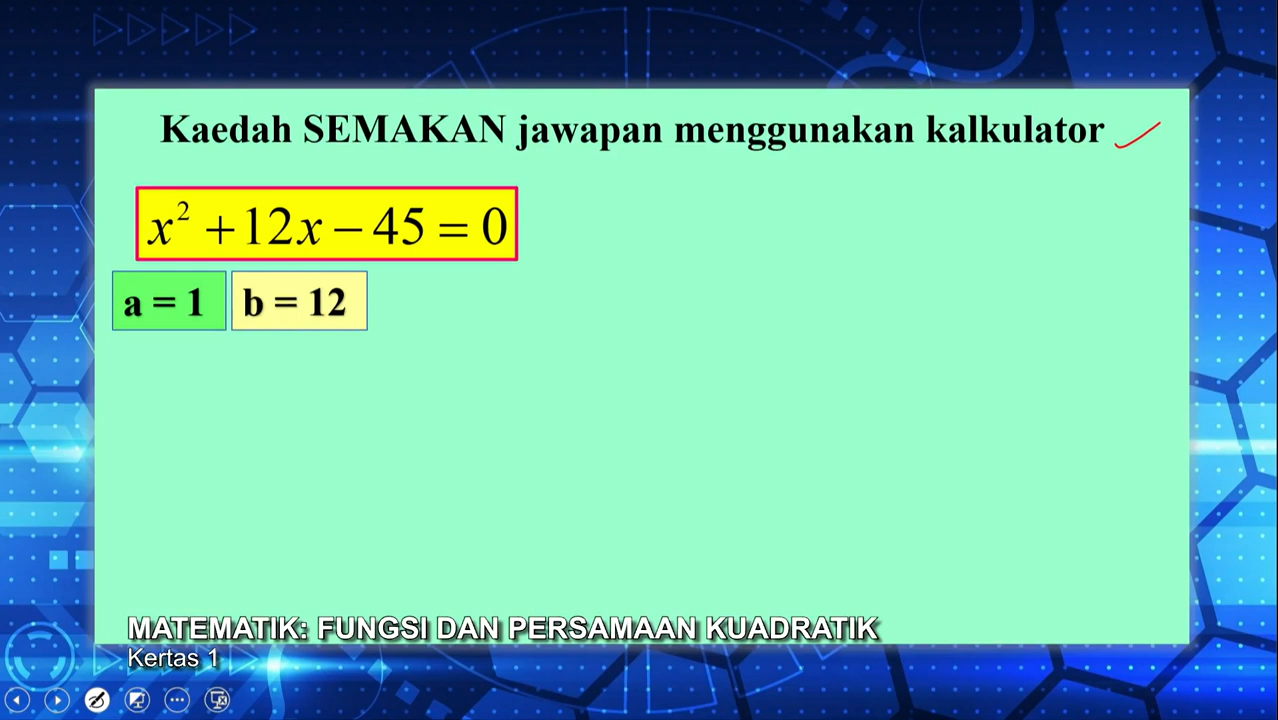 Kaedah SEMAKAN jawapan menggunakan kalkulator
x² + 12x − 45 = 0
a = 1 b = 12
MATEMATIK: FUNGSI DAN PERSAMAAN KUADRATIK
Kertas 1